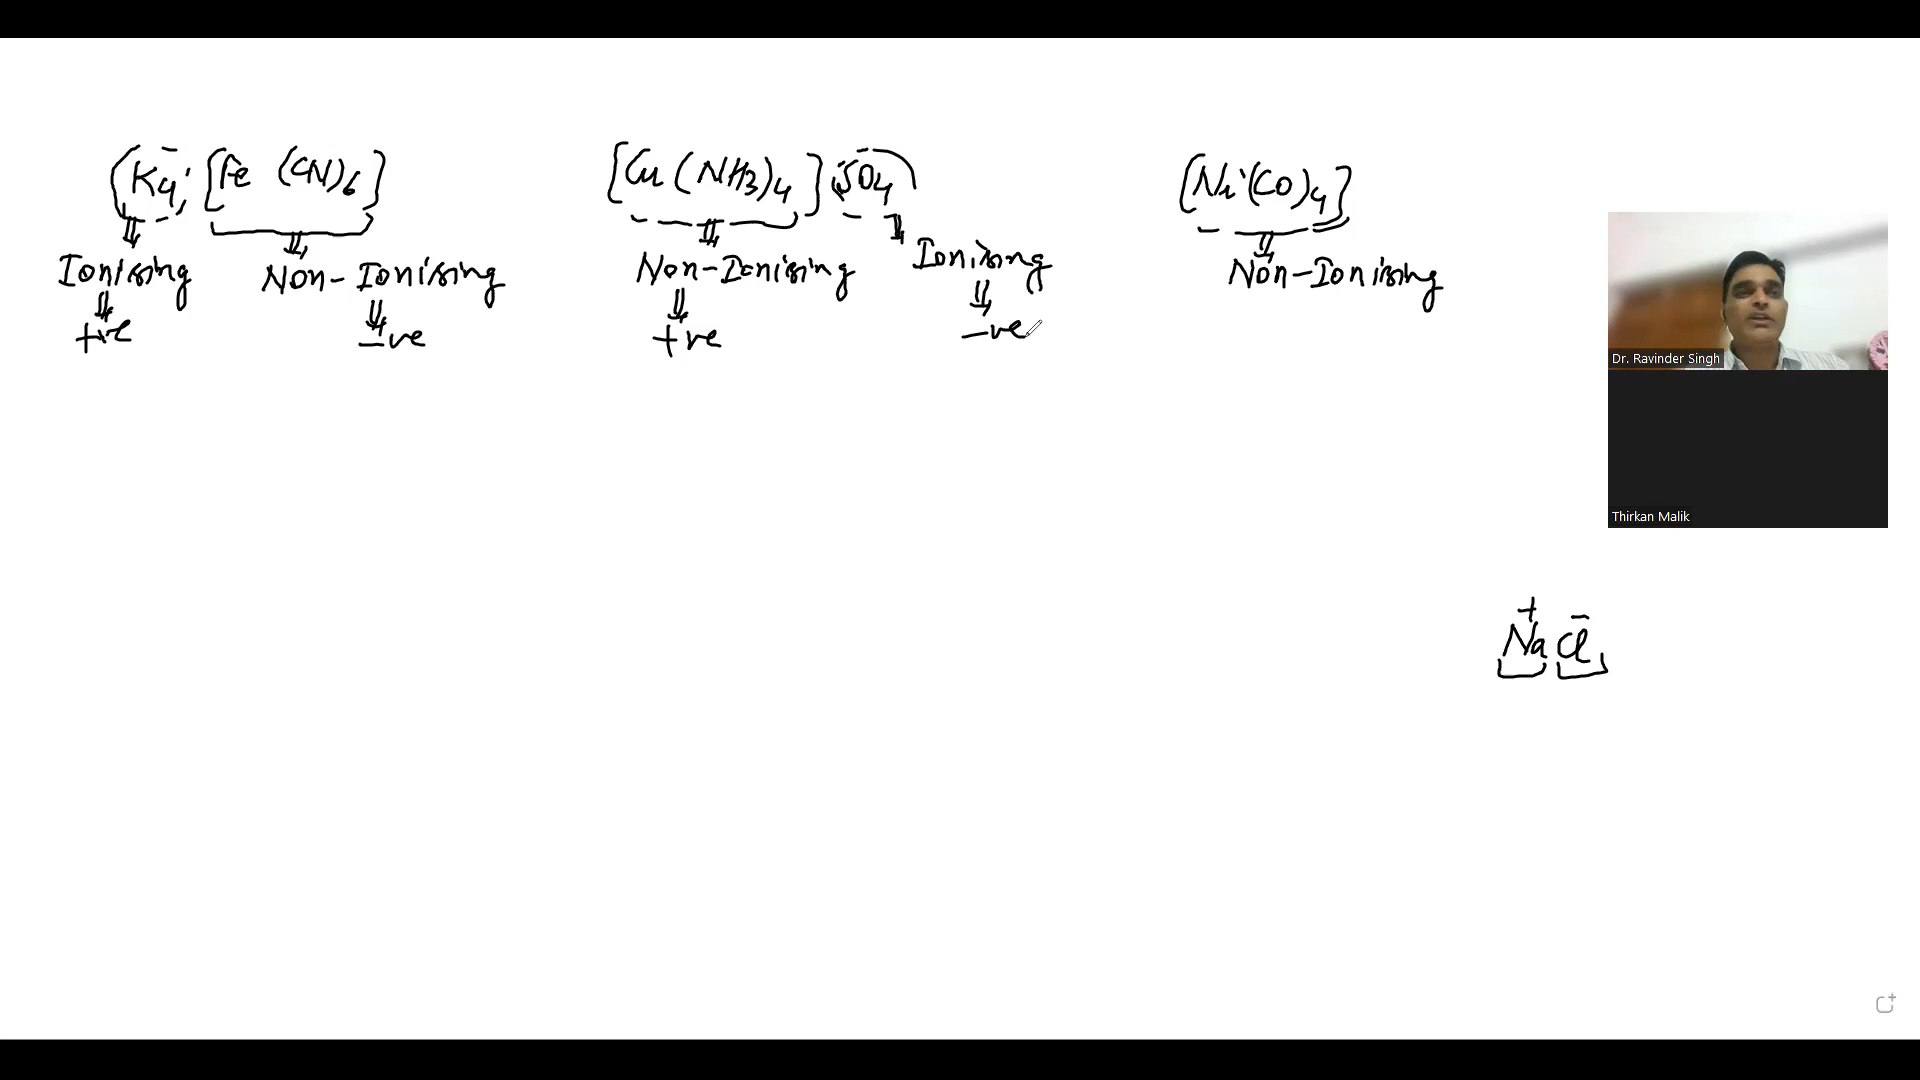 K4 [Fe (CN)6] [Cu (NH3)4] SO4 [Ni (CO)4]
Ionising Non-Ionising Non-Ionising Ionising Non-Ionising
+ve -ve +ve -ve
Dr. Ravinder Singh
Thirkan Malik
+ -
Na Cl